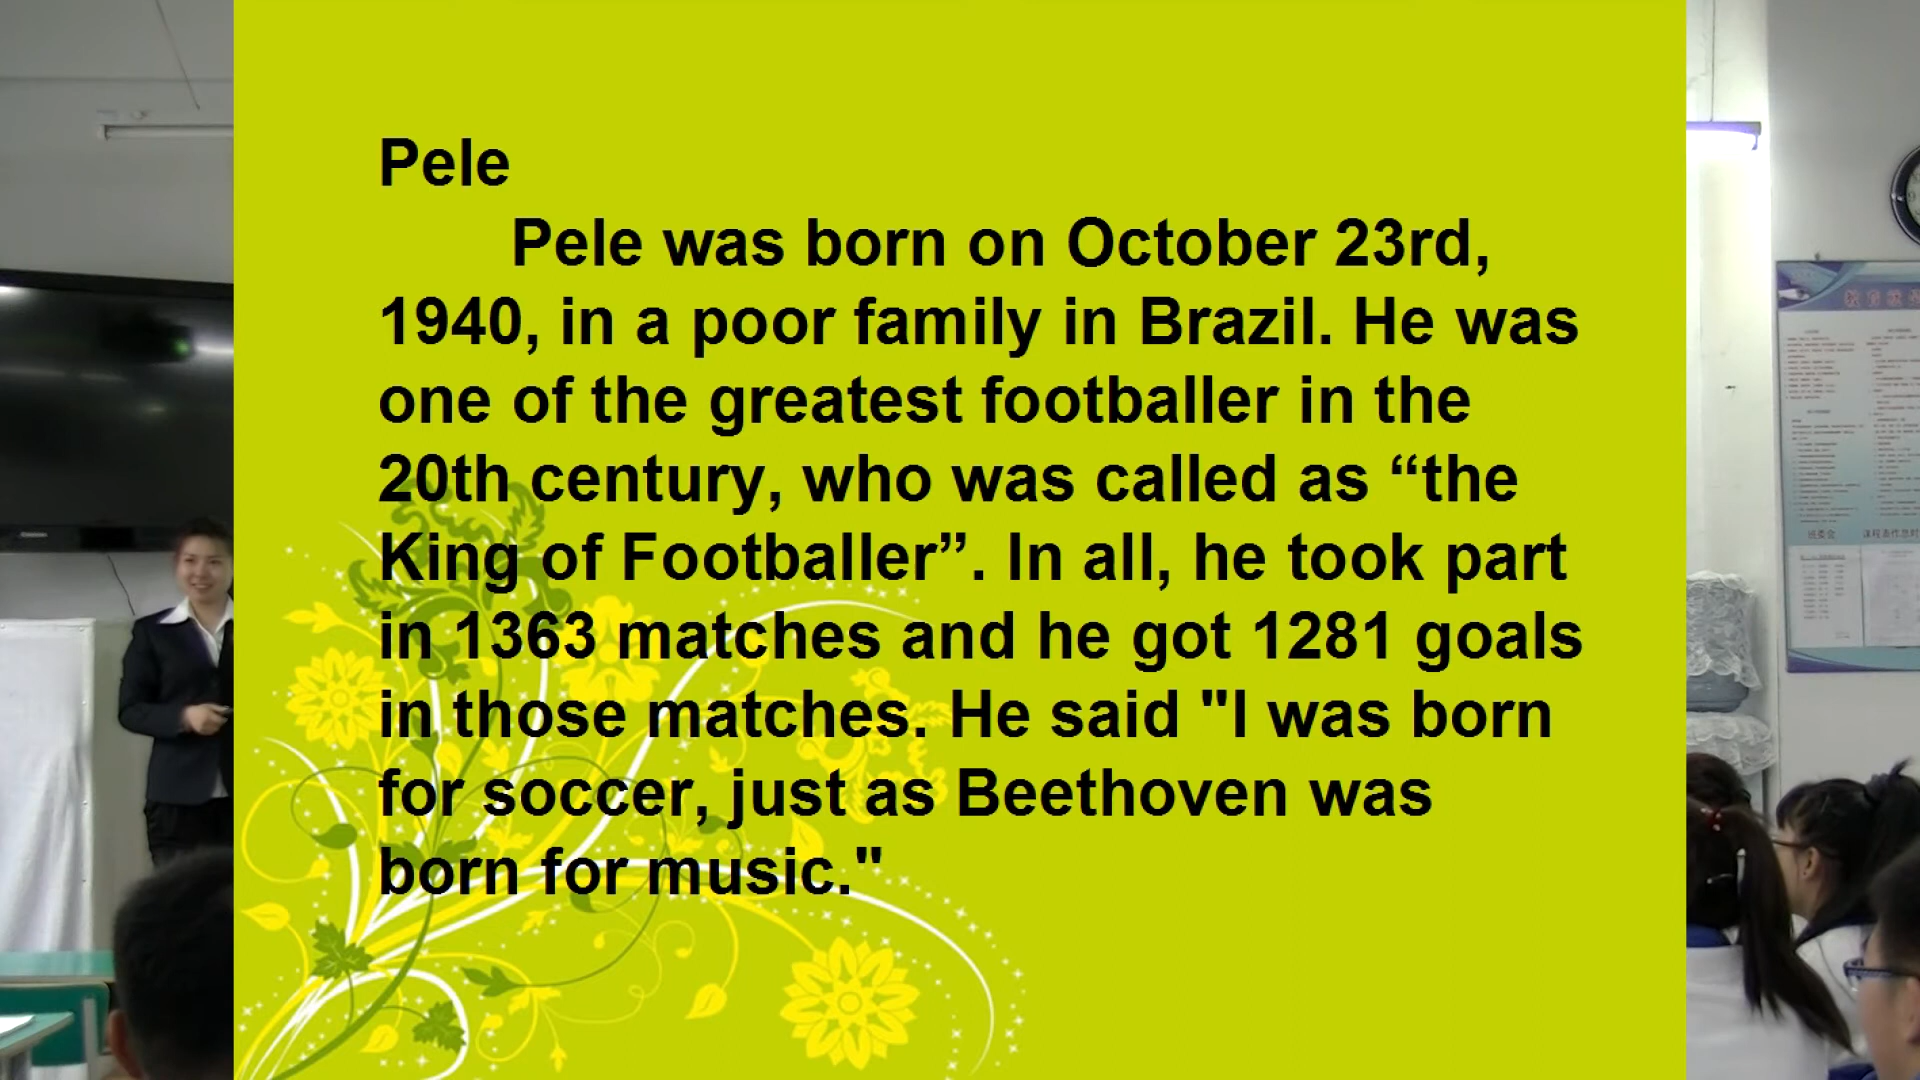 Pele
Pele was born on October 23rd,
1940, in a poor family in Brazil. He was
one of the greatest footballer in the
20th century, who was called as “the
King of Footballer”. In all, he took part
in 1363 matches and he got 1281 goals
in those matches. He said "I was born
for soccer, just as Beethoven was
born for music."
班委会